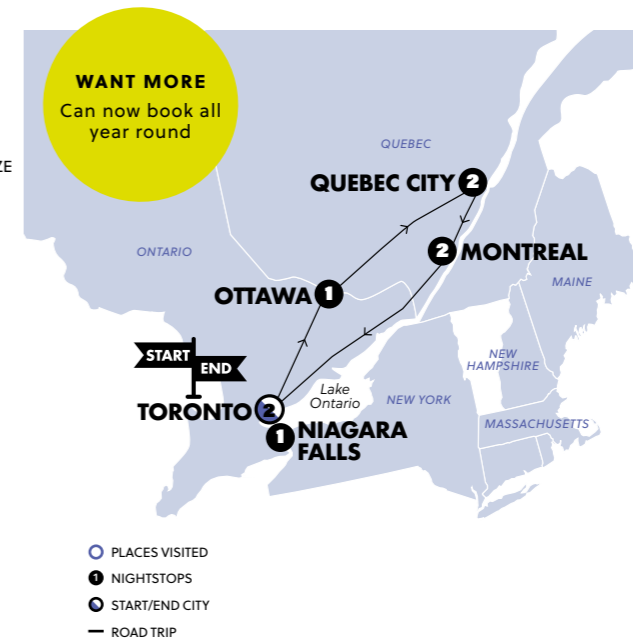 WANT MORE
Can now book all
year round
ZE
QUEBEC
QUEBEC CITY 2
2 MONTREAL
ONTARIO
MAINE
OTTAWA 1
START
END
NEW
HAMPSHIRE
Lake
Ontario
NEW YORK
TORONTO 2
MASSACHUSETTS
1 NIAGARA
FALLS
PLACES VISITED
1 NIGHTSTOPS
START/END CITY
ROAD TRIP